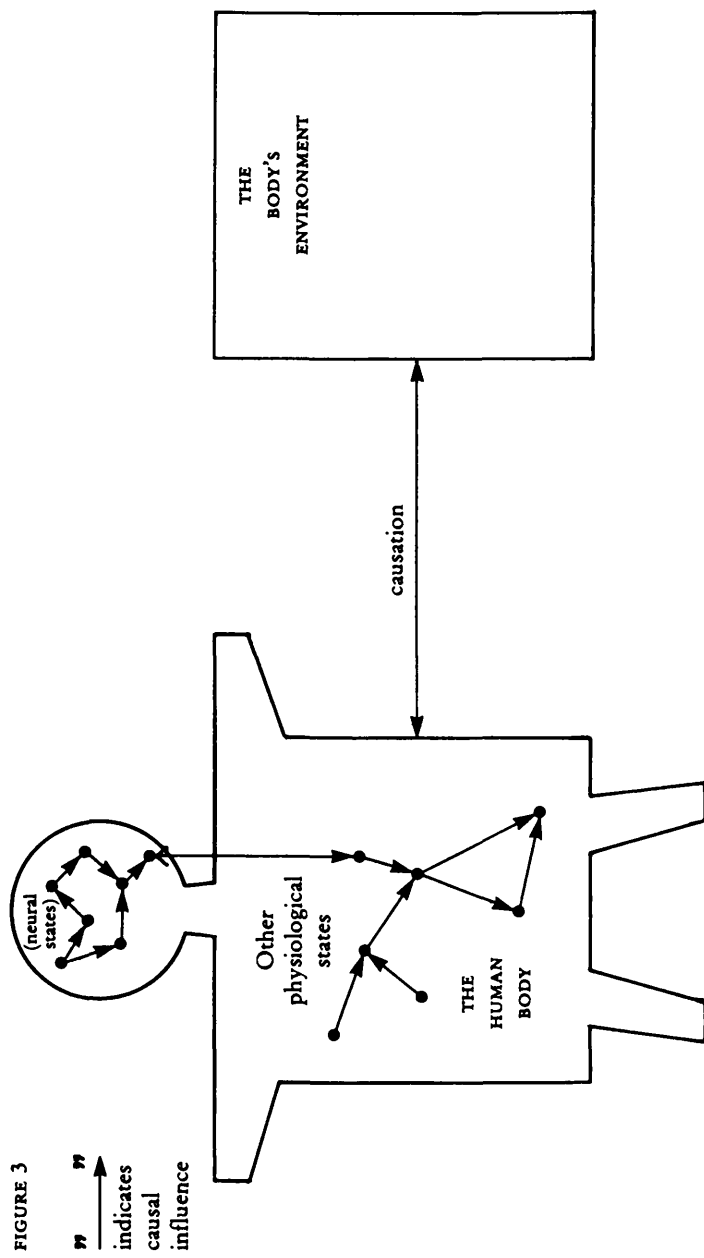 FIGURE 3
" ⟶ "
indicates
causal
influence
(neural
states)
Other
physiological
states
THE
HUMAN
BODY
causation
THE
BODY'S
ENVIRONMENT